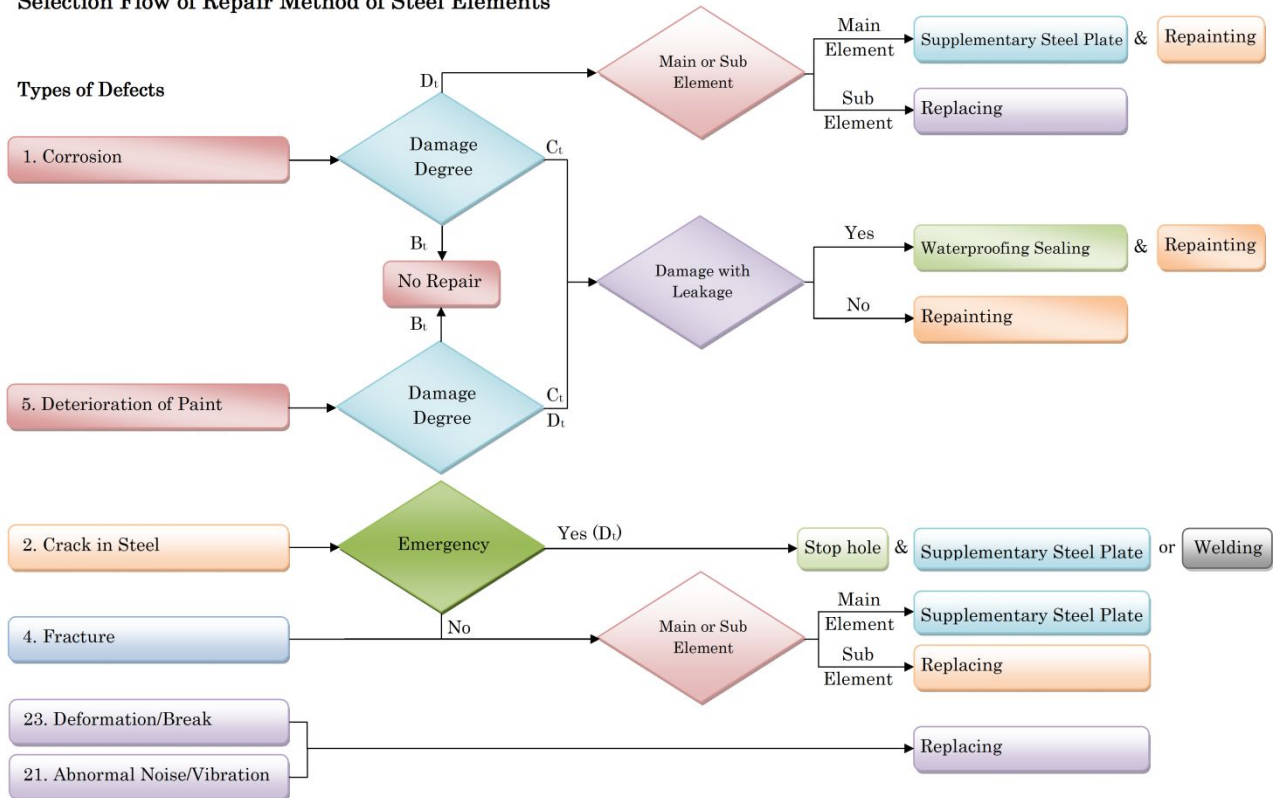 Selection Flow of Repair Method of Steel Elements
Types of Defects
1. Corrosion
Damage
Degree
Dt
Ct
Bt
Main or Sub
Element
Main
Element
Supplementary Steel Plate & Repainting
Sub
Element
Replacing
No Repair
Damage with
Leakage
Yes
Waterproofing Sealing & Repainting
No
Repainting
5. Deterioration of Paint
Bt
Damage
Degree
Ct
Dt
2. Crack in Steel
Emergency
Yes (Dt)
Stop hole & Supplementary Steel Plate or Welding
No
4. Fracture
Main or Sub
Element
Main
Element
Supplementary Steel Plate
Sub
Element
Replacing
23. Deformation/Break
21. Abnormal Noise/Vibration
Replacing